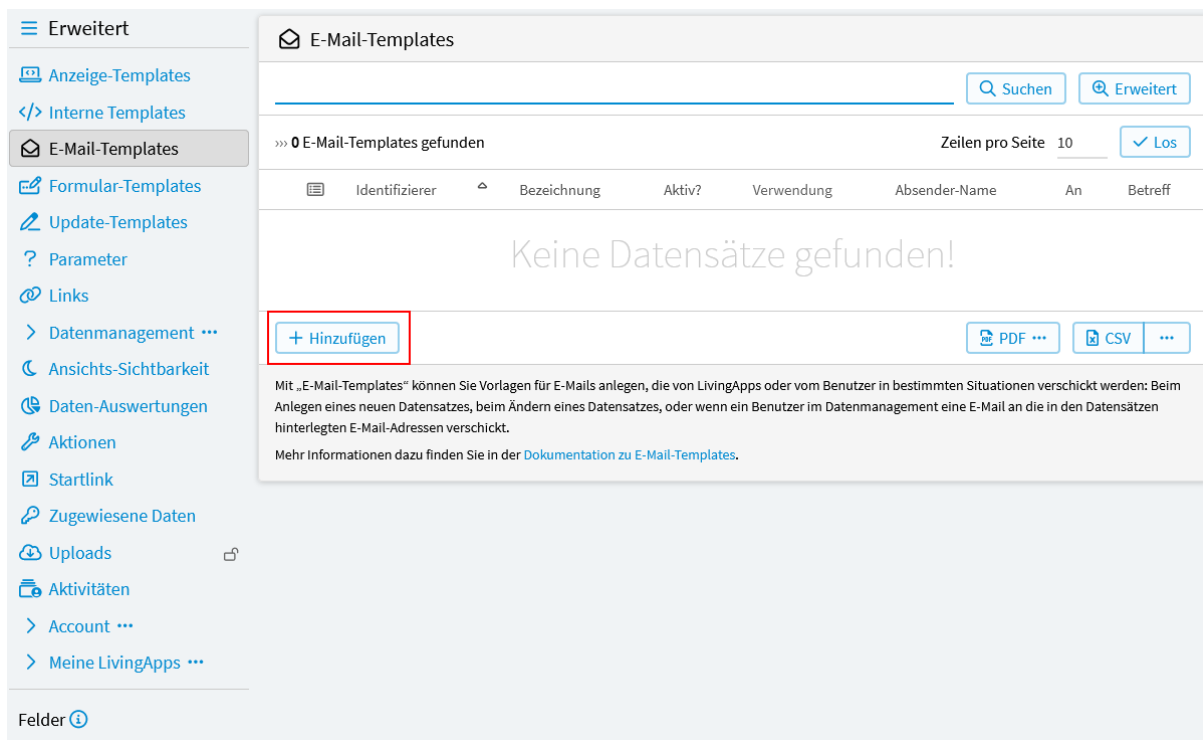 Erweitert
Anzeige-Templates
Interne Templates
E-Mail-Templates
Formular-Templates
Update-Templates
Parameter
Links
Datenmanagement
Ansichts-Sichtbarkeit
Daten-Auswertungen
Aktionen
Startlink
Zugewiesene Daten
Uploads
Aktivitäten
Account
Meine LivingApps
Felder
E-Mail-Templates
Suchen Erweitert
››› 0 E-Mail-Templates gefunden Zeilen pro Seite 10 Los
Identifizierer Bezeichnung Aktiv? Verwendung Absender-Name An Betreff
Keine Datensätze gefunden!
+ Hinzufügen PDF ••• CSV •••
Mit „E-Mail-Templates“ können Sie Vorlagen für E-Mails anlegen, die von LivingApps oder vom Benutzer in bestimmten Situationen verschickt werden: Beim
Anlegen eines neuen Datensatzes, beim Ändern eines Datensatzes, oder wenn ein Benutzer im Datenmanagement eine E-Mail an die in den Datensätzen
hinterlegten E-Mail-Adressen verschickt.
Mehr Informationen dazu finden Sie in der Dokumentation zu E-Mail-Templates.